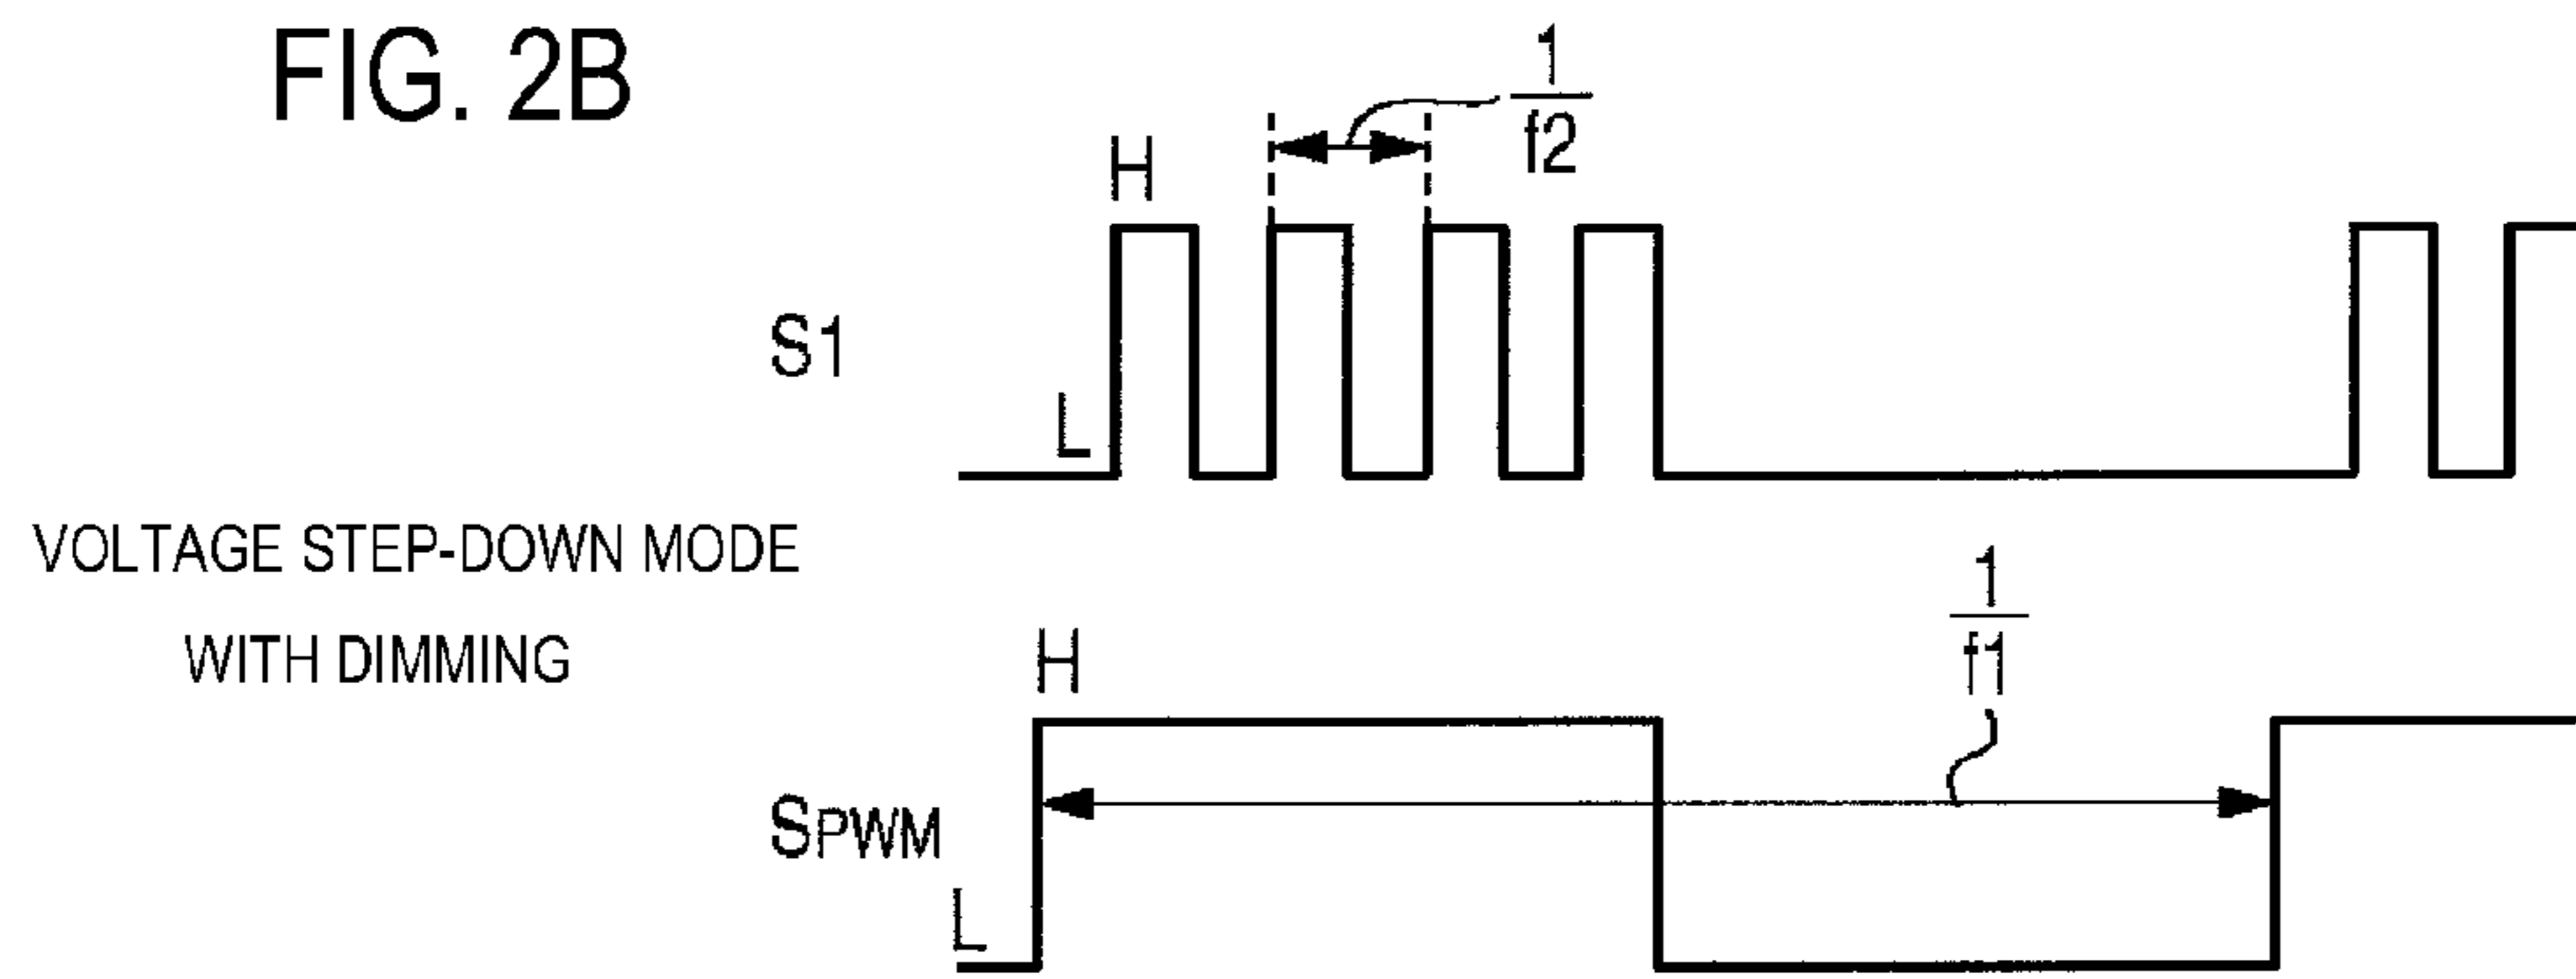 FIG. 2B
1
f2
H
S1
L
VOLTAGE STEP-DOWN MODE
WITH DIMMING
1
f1
H
SPWM
L